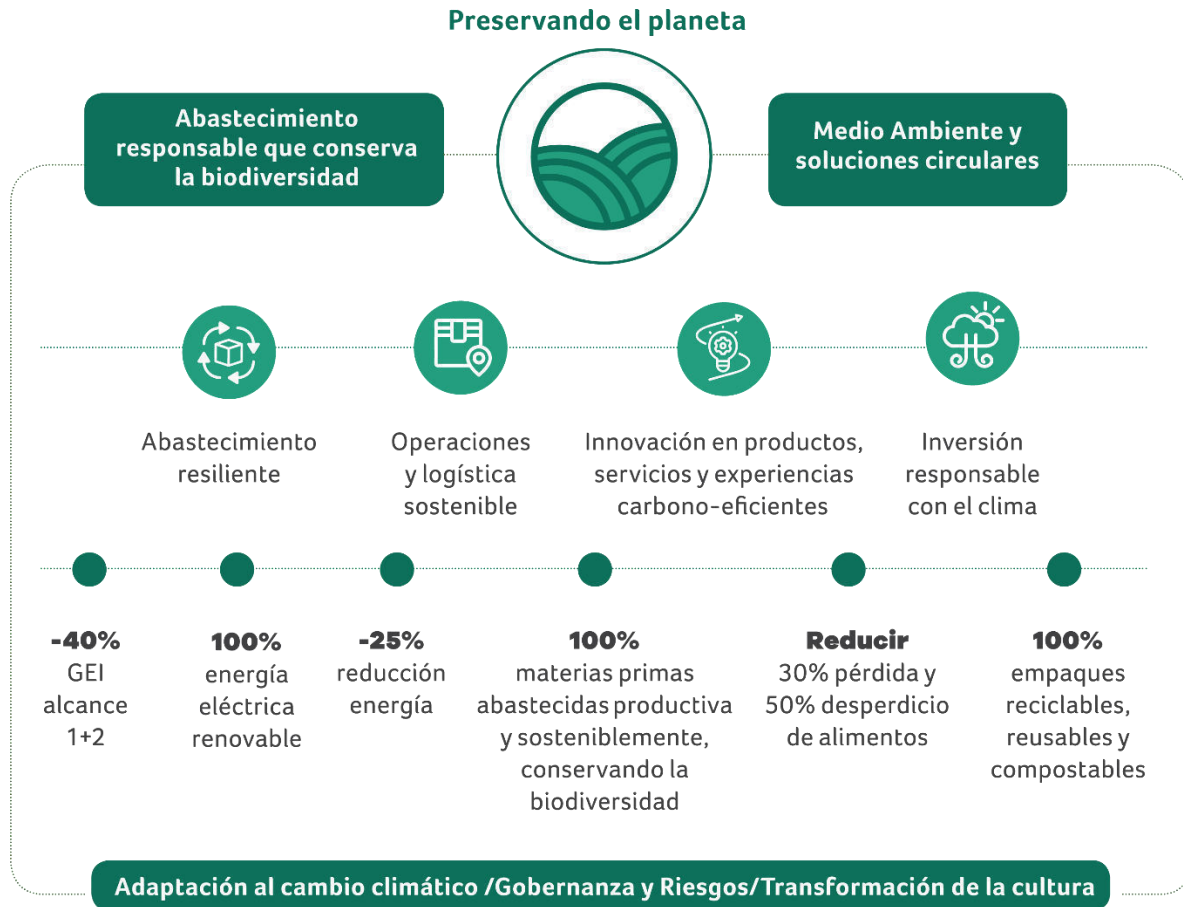 Preservando el planeta
Abastecimiento
responsable que conserva
la biodiversidad
Medio Ambiente y
soluciones circulares
Abastecimiento
resiliente
Operaciones
y logística
sostenible
Innovación en productos,
servicios y experiencias
carbono-eficientes
Inversión
responsable
con el clima
-40%
GEI
alcance
1+2
100%
energía
eléctrica
renovable
-25%
reducción
energía
100%
materias primas
abastecidas productiva
y sosteniblemente,
conservando la
biodiversidad
Reducir
30% pérdida y
50% desperdicio
de alimentos
100%
empaques
reciclables,
reusables y
compostables
Adaptación al cambio climático /Gobernanza y Riesgos/Transformación de la cultura